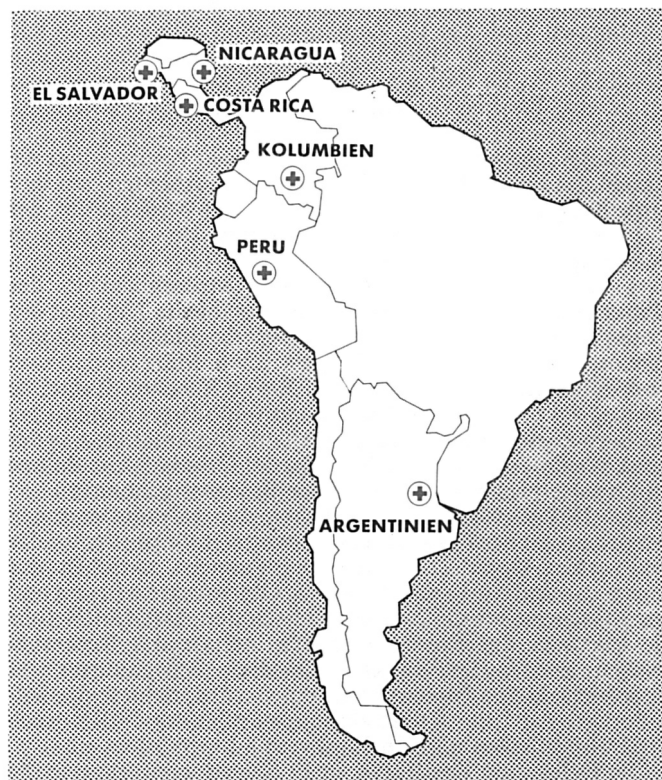 NICARAGUA
EL SALVADOR
COSTA RICA
KOLUMBIEN
PERU
ARGENTINIEN